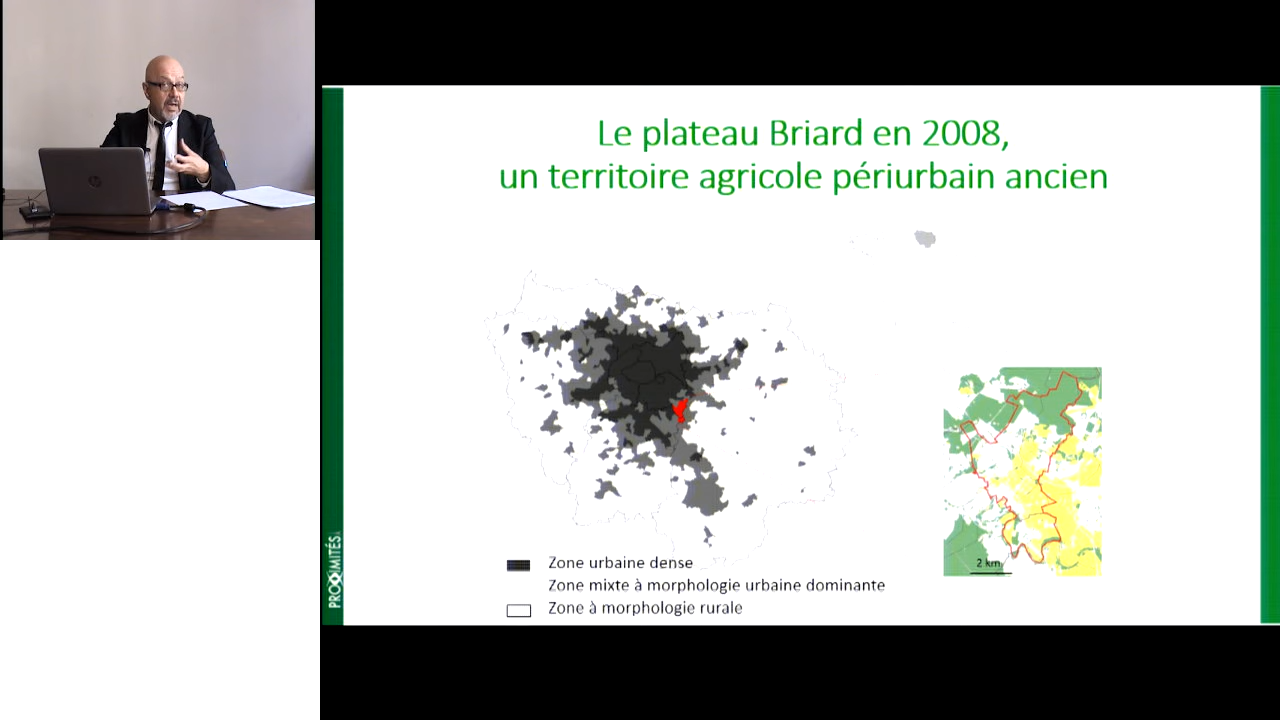 Le plateau Briard en 2008,
un territoire agricole périurbain ancien
Zone urbaine dense
Zone mixte à morphologie urbaine dominante
Zone à morphologie rurale
2 km
PROXIMITÉS